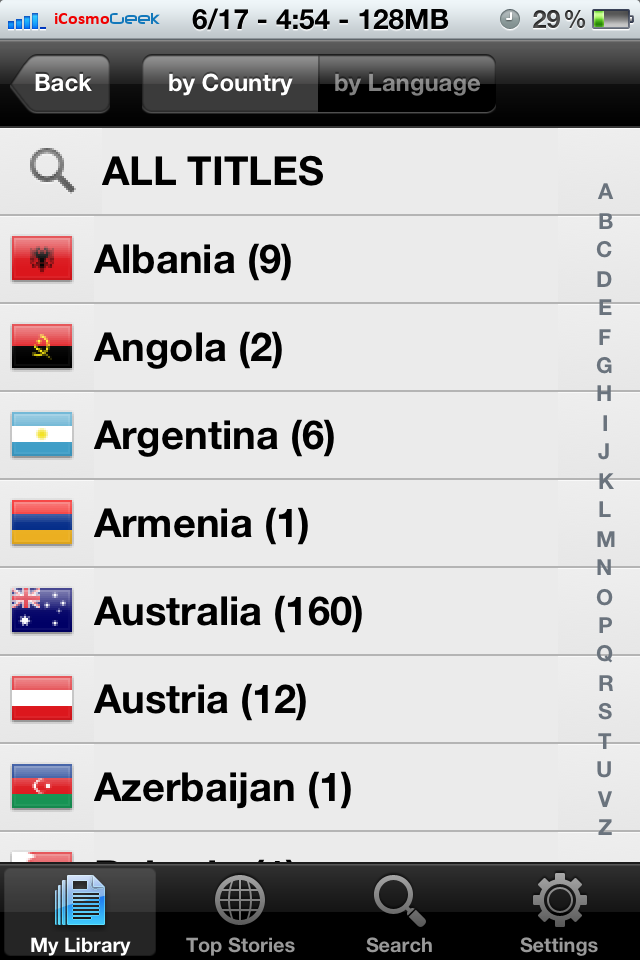 iCosmoGeek 6/17 - 4:54 - 128MB 29%
Back by Country by Language
ALL TITLES
Albania (9)
Angola (2)
Argentina (6)
Armenia (1)
Australia (160)
Austria (12)
Azerbaijan (1)
A
B
C
D
E
F
G
H
I
J
K
L
M
N
O
P
Q
R
S
T
U
V
Z
My Library Top Stories Search Settings